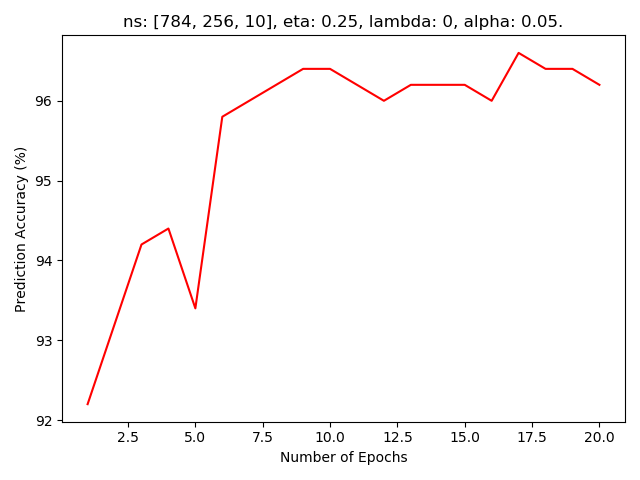 ns: [784, 256, 10], eta: 0.25, lambda: 0, alpha: 0.05.
Prediction Accuracy (%)
96
95
94
93
92
2.5 5.0 7.5 10.0 12.5 15.0 17.5 20.0
Number of Epochs